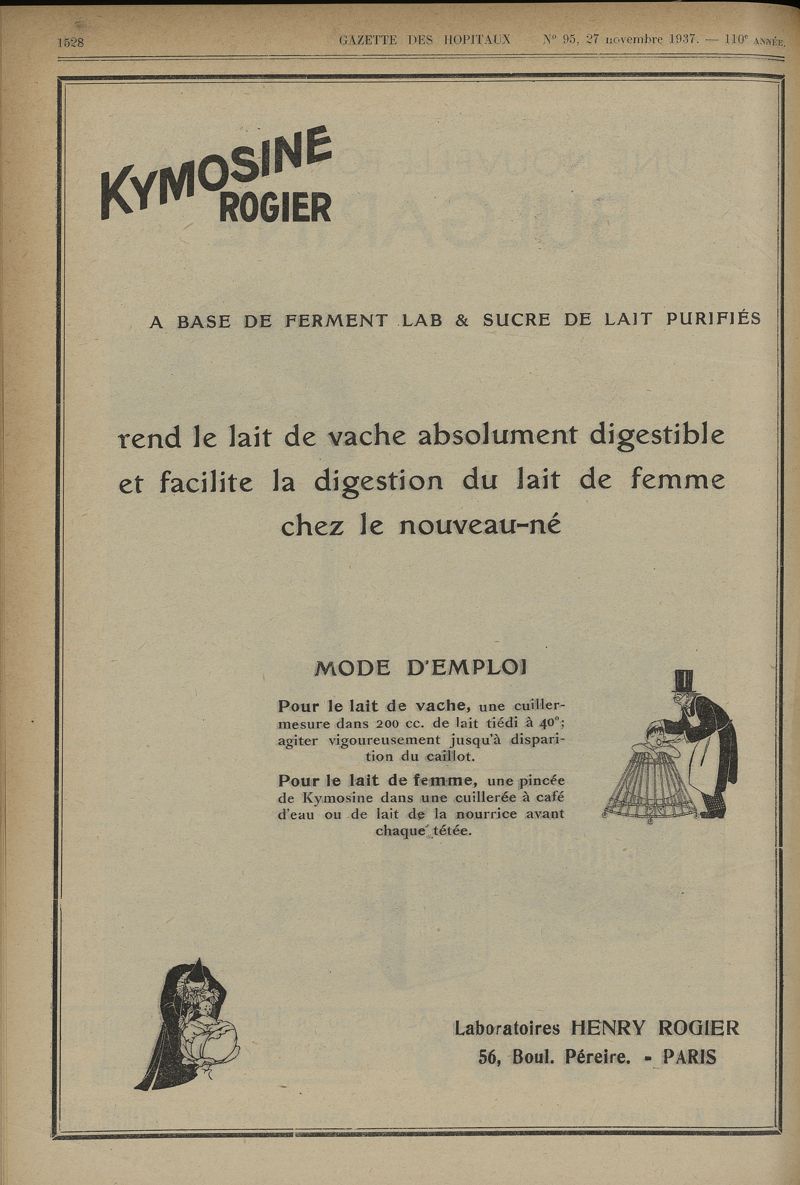 1528 GAZETTE DES HOPITAUX N° 95, 27 novembre 1937. — 110e ANNÉE.
KYMOSINE
ROGIER
A BASE DE FERMENT LAB & SUCRE DE LAIT PURIFIÉS
rend le lait de vache absolument digestible
et facilite la digestion du lait de femme
chez le nouveau-né
MODE D'EMPLOI
Pour le lait de vache, une cuiller-
mesure dans 200 cc. de lait tiédi à 40°;
agiter vigoureusement jusqu'à dispari-
tion du caillot.
Pour le lait de femme, une pincée
de Kymosine dans une cuillerée à café
d'eau ou de lait de la nourrice avant
chaque tétée.
Laboratoires HENRY ROGIER
56, Boul. Péreire. - PARIS